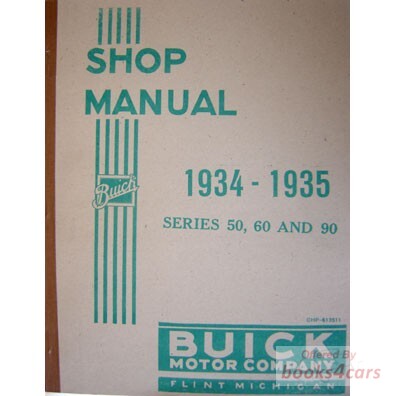 SHOP
MANUAL
Buick
1934 - 1935
SERIES 50, 60 AND 90
BUICK
MOTOR COMPANY
FLINT MICHIGAN
Offered By
books4cars